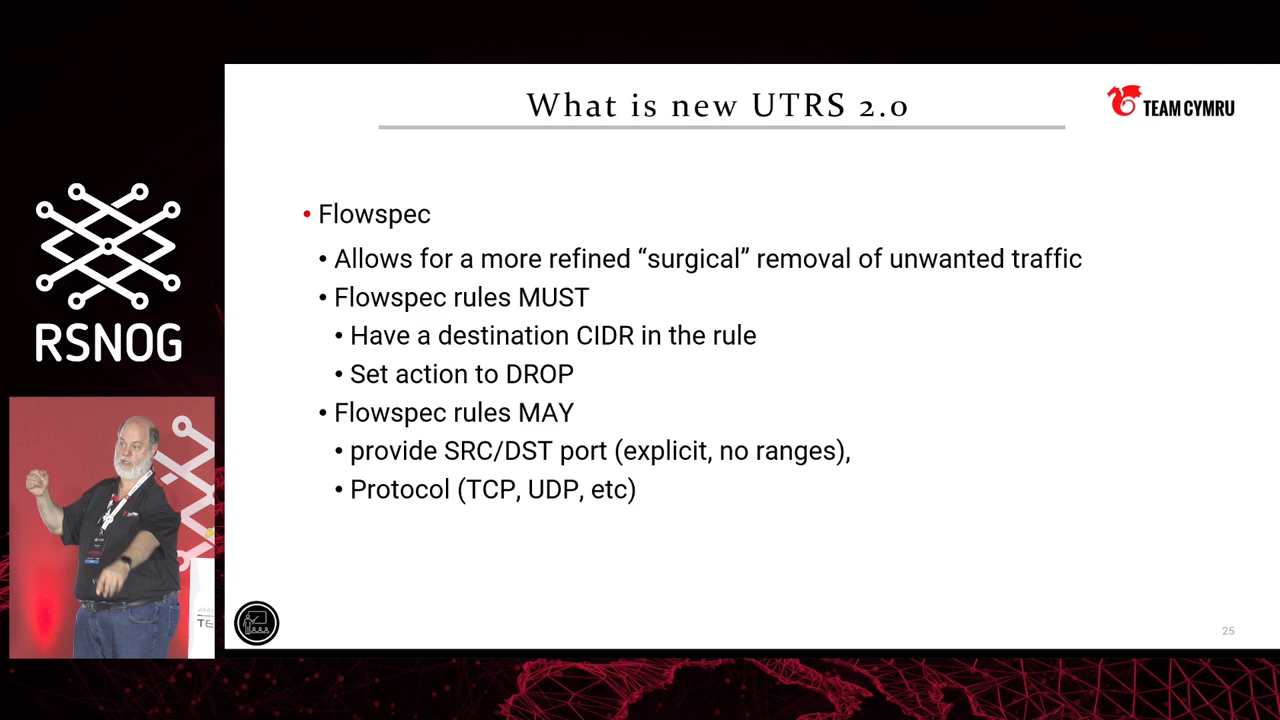 What is new UTRS 2.0
TEAM CYMRU
• Flowspec
• Allows for a more refined “surgical” removal of unwanted traffic
• Flowspec rules MUST
• Have a destination CIDR in the rule
• Set action to DROP
• Flowspec rules MAY
• provide SRC/DST port (explicit, no ranges),
• Protocol (TCP, UDP, etc)
25
RSNOG
TE